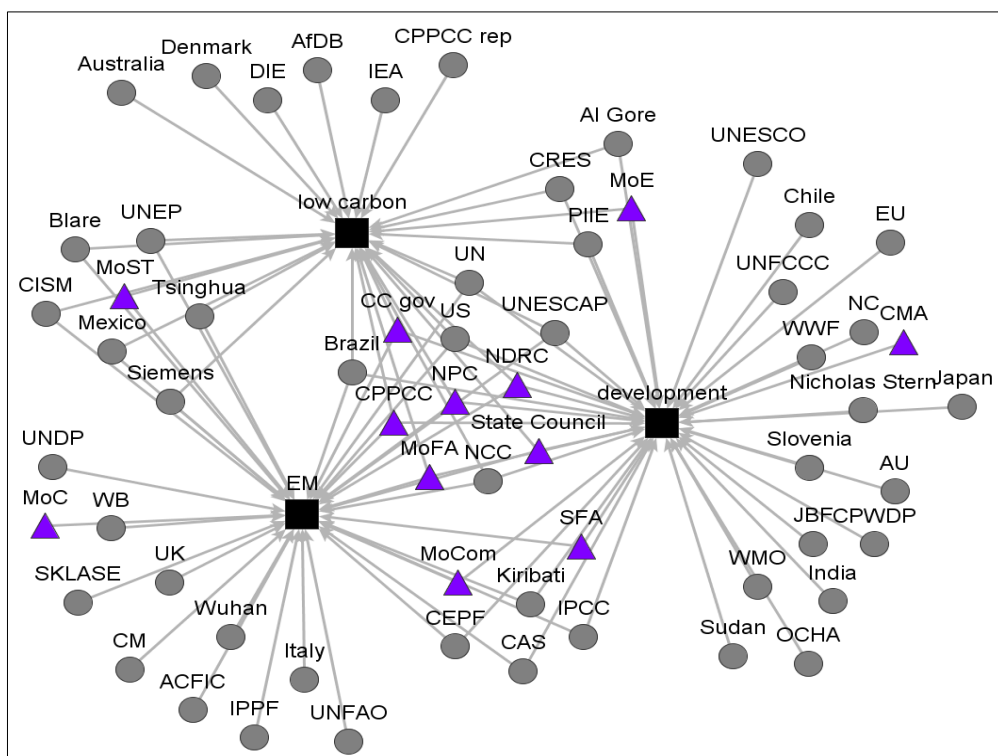 CPPCC rep
AfDB
Denmark
DIE
IEA
Australia
Al Gore
UNESCO
CRES
MoE
low carbon
Chile
Blare
UNEP
PIIE
EU
UN
UNFCCC
MoST
CISM
Tsinghua
CC gov
US
UNESCAP
NC
CMA
Mexico
Brazil
NDRC
WWF
Siemens
NPC
CPPCC
development
Nicholas Stern
Japan
State Council
UNDP
MoFA
NCC
Slovenia
AU
EM
MoC
WB
SFA
JBF
CPWDP
UK
MoCom
SKLASE
Kiribati
WMO
India
Wuhan
CEPF
IPCC
CM
Italy
CAS
Sudan
OCHA
ACFIC
IPPF
UNFAO